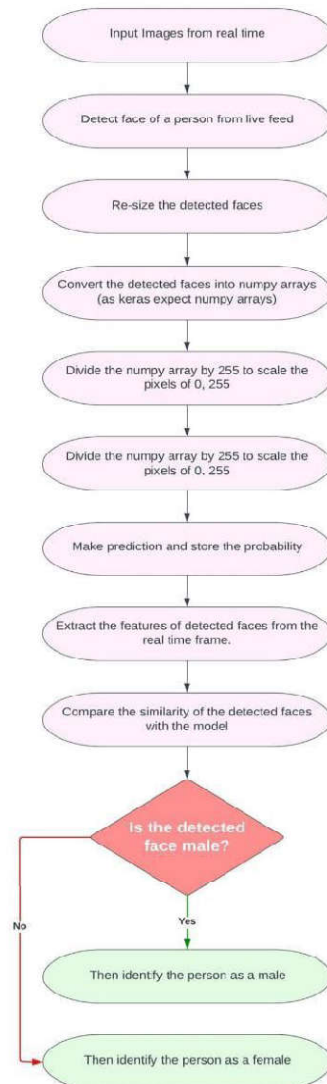 Input Images from real time
Detect face of a person from live feed
Re-size the detected faces
Convert the detected faces into numpy arrays
(as keras expect numpy arrays)
Divide the numpy array by 255 to scale the
pixels of 0, 255
Divide the numpy array by 255 to scale the
pixels of 0. 255
Make prediction and store the probability
Extract the features of detected faces from the
real time frame.
Compare the similarity of the detected faces
with the model
Is the detected
face male?
No
Yes
Then identify the person as a male
Then identify the person as a female